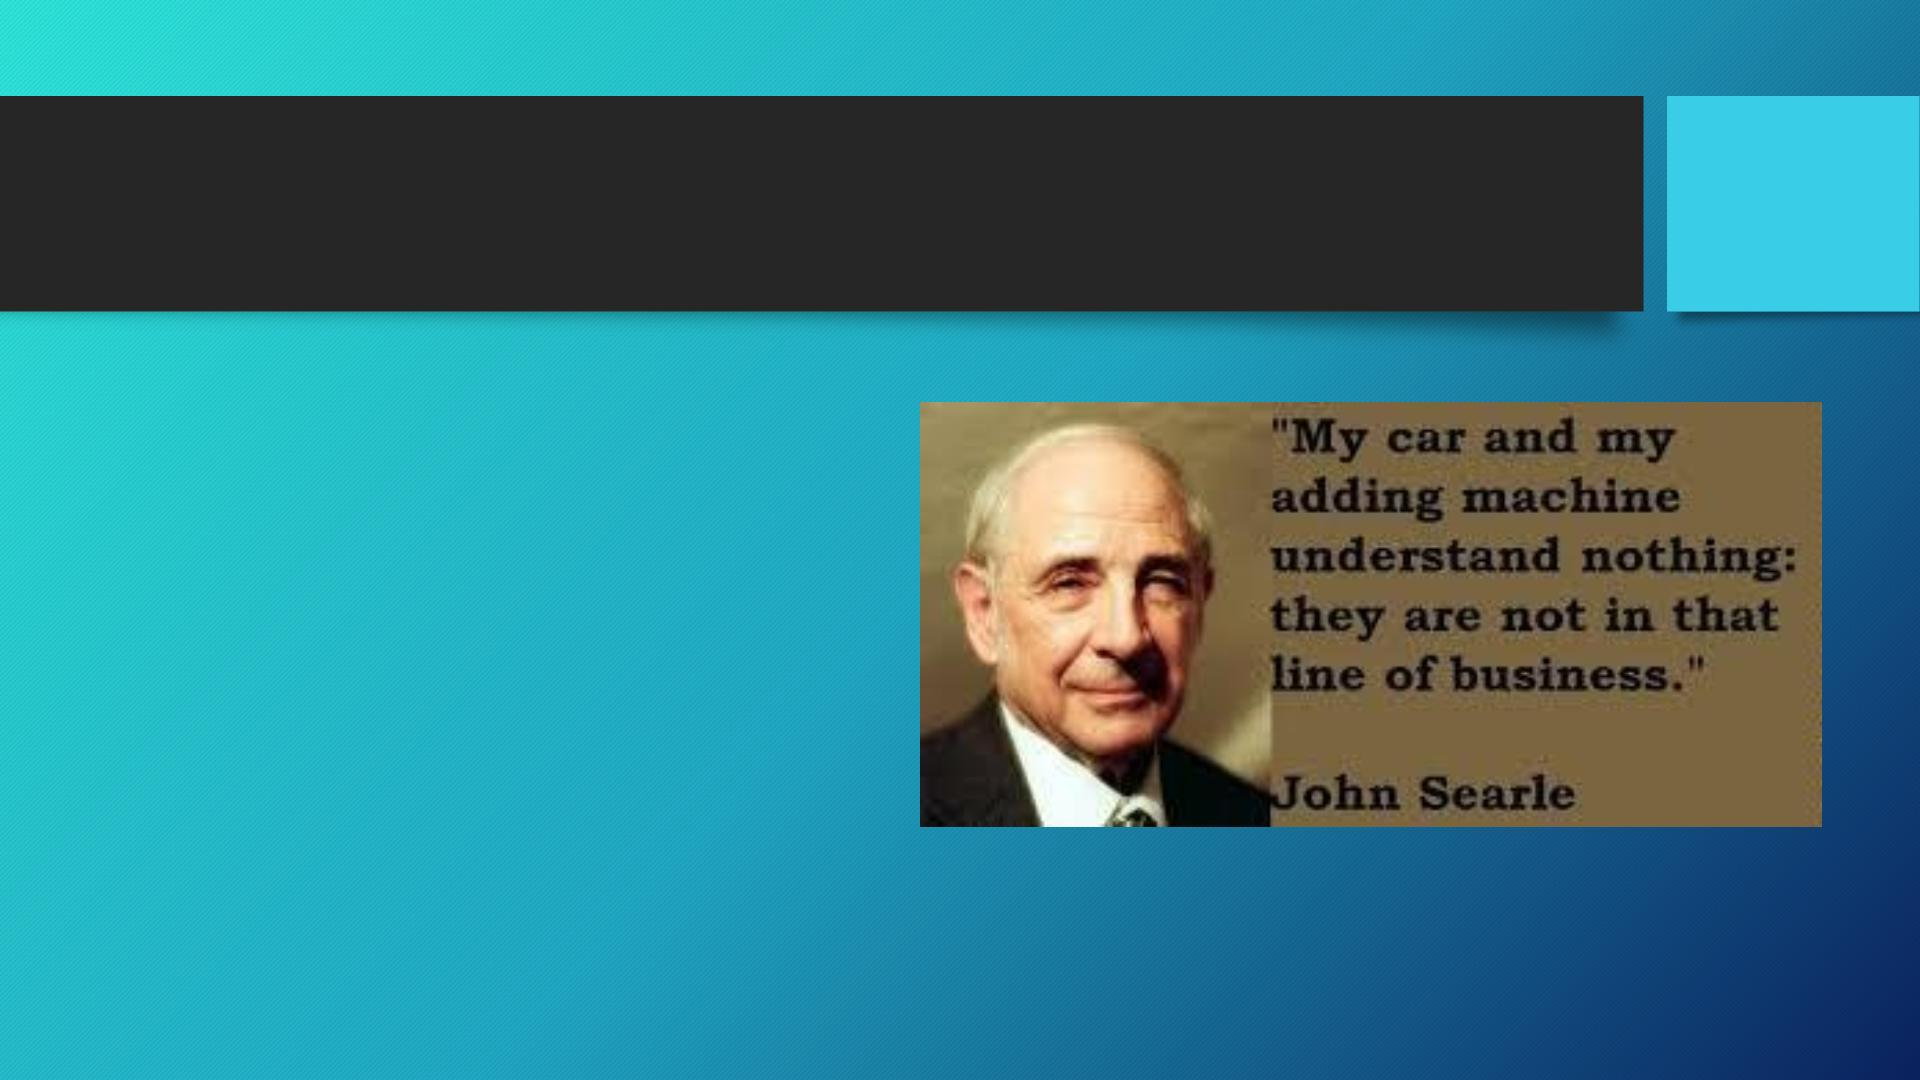 "My car and my
adding machine
understand nothing:
they are not in that
line of business."
John Searle